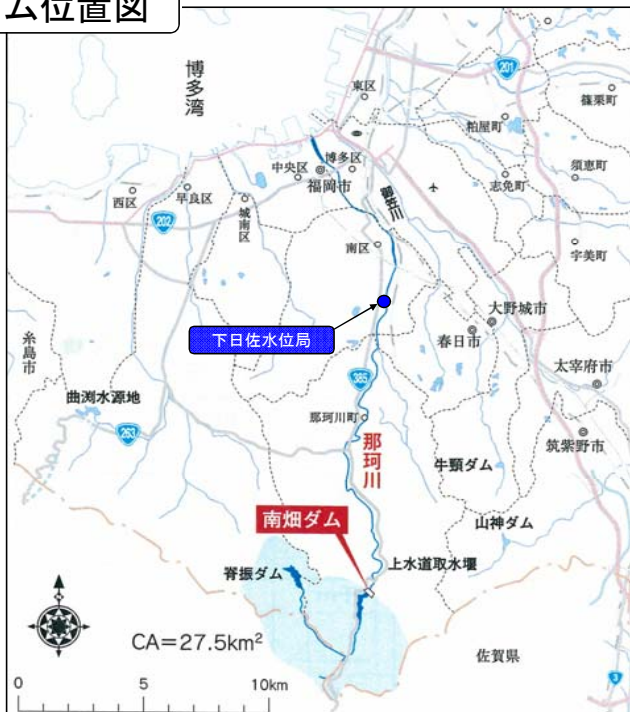 ム位置図
博多湾
東区
201
篠栗町
粕屋町
博多区
中央区
福岡市
須恵町
志免町
西区
早良区
城南区
御笠川
202
南区
宇美町
大野城市
下日佐水位局
春日市
糸島市
太宰府市
385
曲渕水源地
那珂川町
263
筑紫野市
那珂川
牛頸ダム
南畑ダム
山神ダム
脊振ダム
上水道取水堰
CA=27.5km²
佐賀県
0 5 10km
3